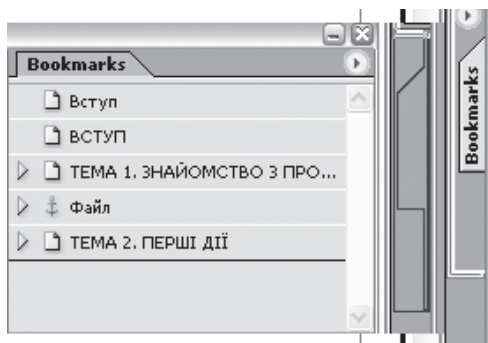 Bookmarks
Вступ
ВСТУП
ТЕМА 1. ЗНАЙОМСТВО З ПРО...
Файл
ТЕМА 2. ПЕРШІ ДІЇ
Bookmarks